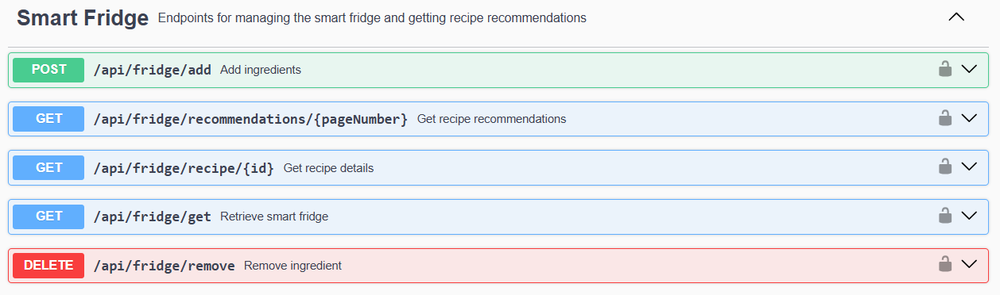 Smart Fridge Endpoints for managing the smart fridge and getting recipe recommendations
POST /api/fridge/add Add ingredients
GET /api/fridge/recommendations/{pageNumber} Get recipe recommendations
GET /api/fridge/recipe/{id} Get recipe details
GET /api/fridge/get Retrieve smart fridge
DELETE /api/fridge/remove Remove ingredient